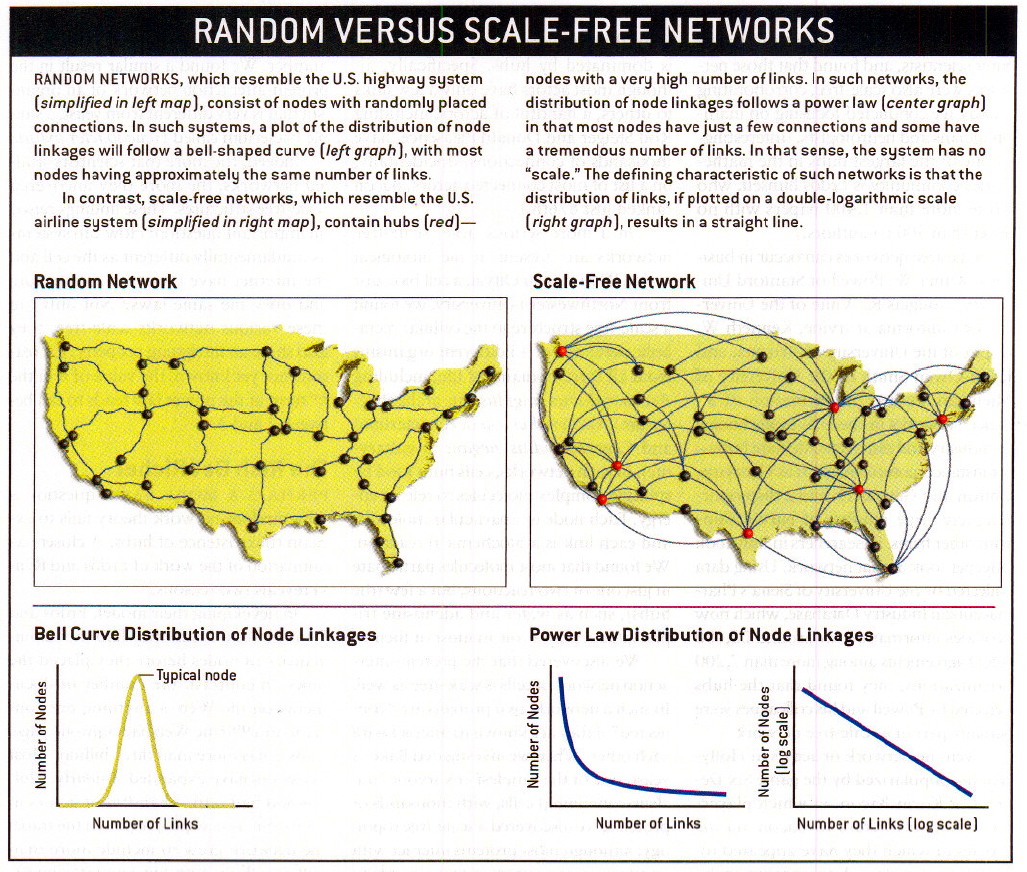 RANDOM VERSUS SCALE-FREE NETWORKS
RANDOM NETWORKS, which resemble the U.S. highway system
(simplified in left map), consist of nodes with randomly placed
connections. In such systems, a plot of the distribution of node
linkages will follow a bell-shaped curve (left graph), with most
nodes having approximately the same number of links.
In contrast, scale-free networks, which resemble the U.S.
airline system (simplified in right map), contain hubs (red)—
nodes with a very high number of links. In such networks, the
distribution of node linkages follows a power law (center graph)
in that most nodes have just a few connections and some have
a tremendous number of links. In that sense, the system has no
“scale.” The defining characteristic of such networks is that the
distribution of links, if plotted on a double-logarithmic scale
(right graph), results in a straight line.
Random Network
Scale-Free Network
Bell Curve Distribution of Node Linkages
Typical node
Number of Nodes
Number of Links
Power Law Distribution of Node Linkages
Number of Nodes
Number of Links
Number of Nodes
(log scale)
Number of Links (log scale)